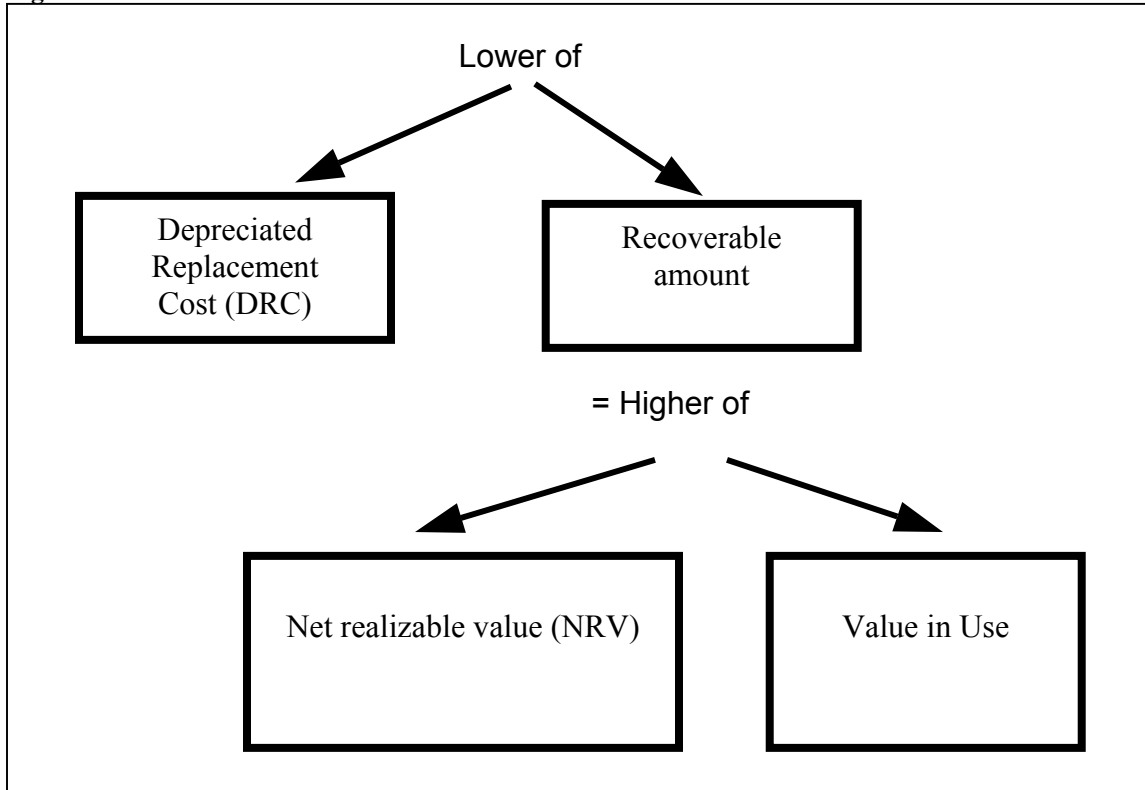 Lower of
Depreciated
Replacement
Cost (DRC)
Recoverable
amount
= Higher of
Net realizable value (NRV)
Value in Use